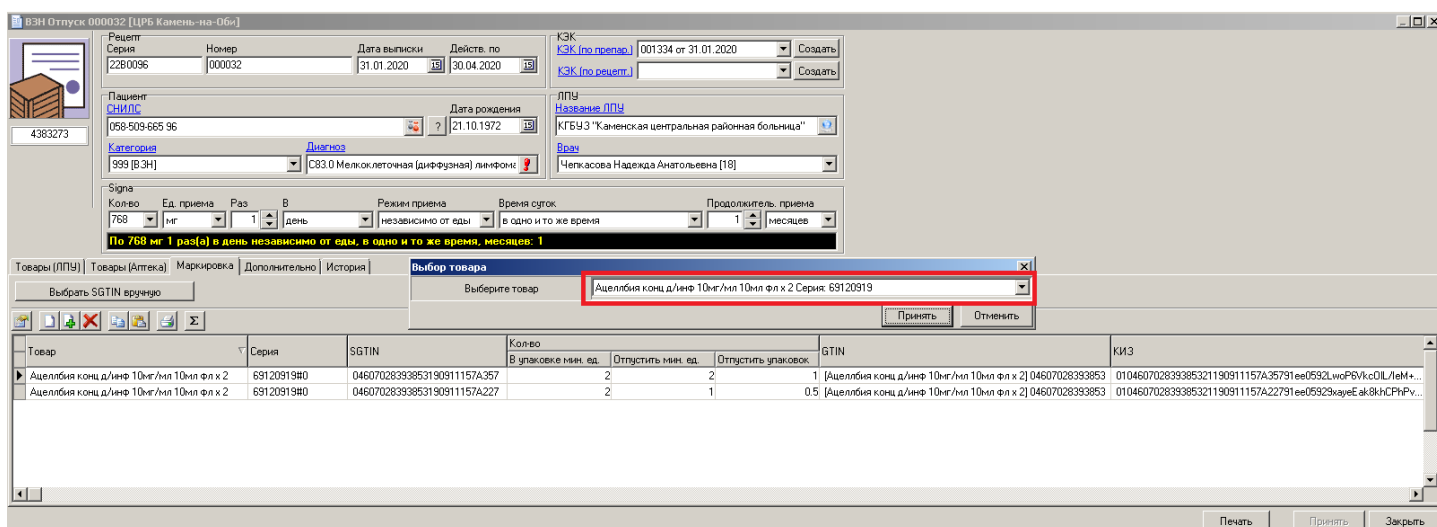 ВЗН Отпуск 000032 [ЦРБ Камень-на-Оби]
Рецепт
Серия Номер Дата выписки Действ. по
22В0096 000032 31.01.2020 15 30.04.2020 15
КЭК
КЭК (по препар.) 001334 от 31.01.2020 Создать
КЭК (по рецепт.) Создать
4383273
Пациент
СНИЛС Дата рождения
058-509-665 96 ? 21.10.1972 15
Категория Диагноз
999 [ВЗН] C83.0 Мелкоклеточная (диффузная) лимфома
ЛПУ
Название ЛПУ
КГБУЗ "Каменская центральная районная больница"
Врач
Чепкасова Надежда Анатольевна [18]
Signa
Кол-во Ед. приема Раз В Режим приема Время суток Продолжитель. приема
768 мг 1 день независимо от еды в одно и то же время 1 месяцев
По 768 мг 1 раз(а) в день независимо от еды, в одно и то же время, месяцев: 1
Товары (ЛПУ) Товары (Аптека) Маркировка Дополнительно История
Выбрать SGTIN вручную
Выбор товара
Выберите товар Ацеллбия конц д/инф 10мг/мл 10мл фл х 2 Серия: 69120919
Принять Отменить
Σ
Товар Серия SGTIN Кол-во GTIN КИЗ
В упаковке мин. ед. Отпустить мин. ед. Отпустить упаковок
Ацеллбия конц д/инф 10мг/мл 10мл фл х 2 69120919#0 04607028393853190911157A357 2 2 1 [Ацеллбия конц д/инф 10мг/мл 10мл фл х 2] 04607028393853
Ацеллбия конц д/инф 10мг/мл 10мл фл х 2 69120919#0 04607028393853190911157A227 2 1 0.5 [Ацеллбия конц д/инф 10мг/мл 10мл фл х 2] 04607028393853
Печать Принять Закрыть